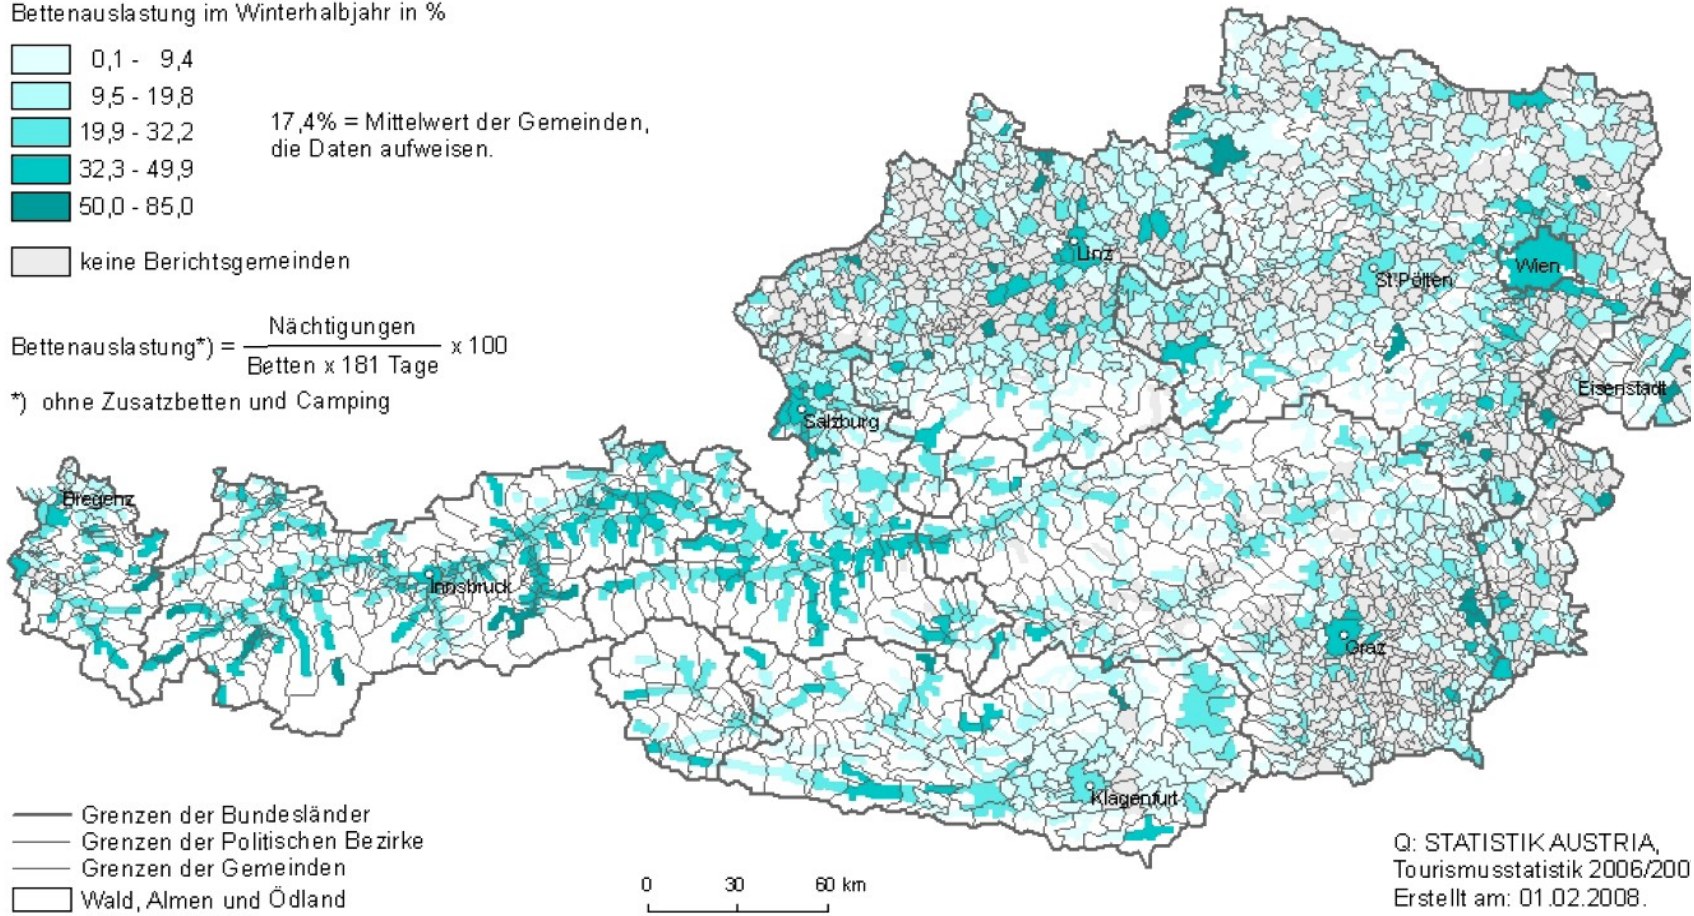 Bettenauslastung im Winterhalbjahr in %
0,1 - 9,4
9,5 - 19,8
19,9 - 32,2
32,3 - 49,9
50,0 - 85,0
keine Berichtsgemeinden
17,4% = Mittelwert der Gemeinden,
die Daten aufweisen.
Bettenauslastung*) = Nächtigungen
Betten x 181 Tage
x 100
*) ohne Zusatzbetten und Camping
Linz
St.Pölten
Wien
Eisenstadt
Salzburg
Bregenz
Innsbruck
Graz
Klagenfurt
Grenzen der Bundesländer
Grenzen der Politischen Bezirke
Grenzen der Gemeinden
Wald, Almen und Ödland
0 30 60 km
Q: STATISTIK AUSTRIA,
Tourismusstatistik 2006/200
Erstellt am: 01.02.2008.